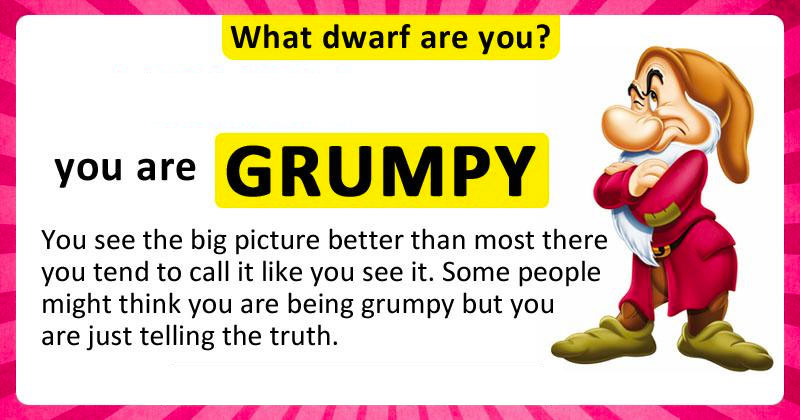 What dwarf are you?
you are GRUMPY
You see the big picture better than most there
you tend to call it like you see it. Some people
might think you are being grumpy but you
are just telling the truth.